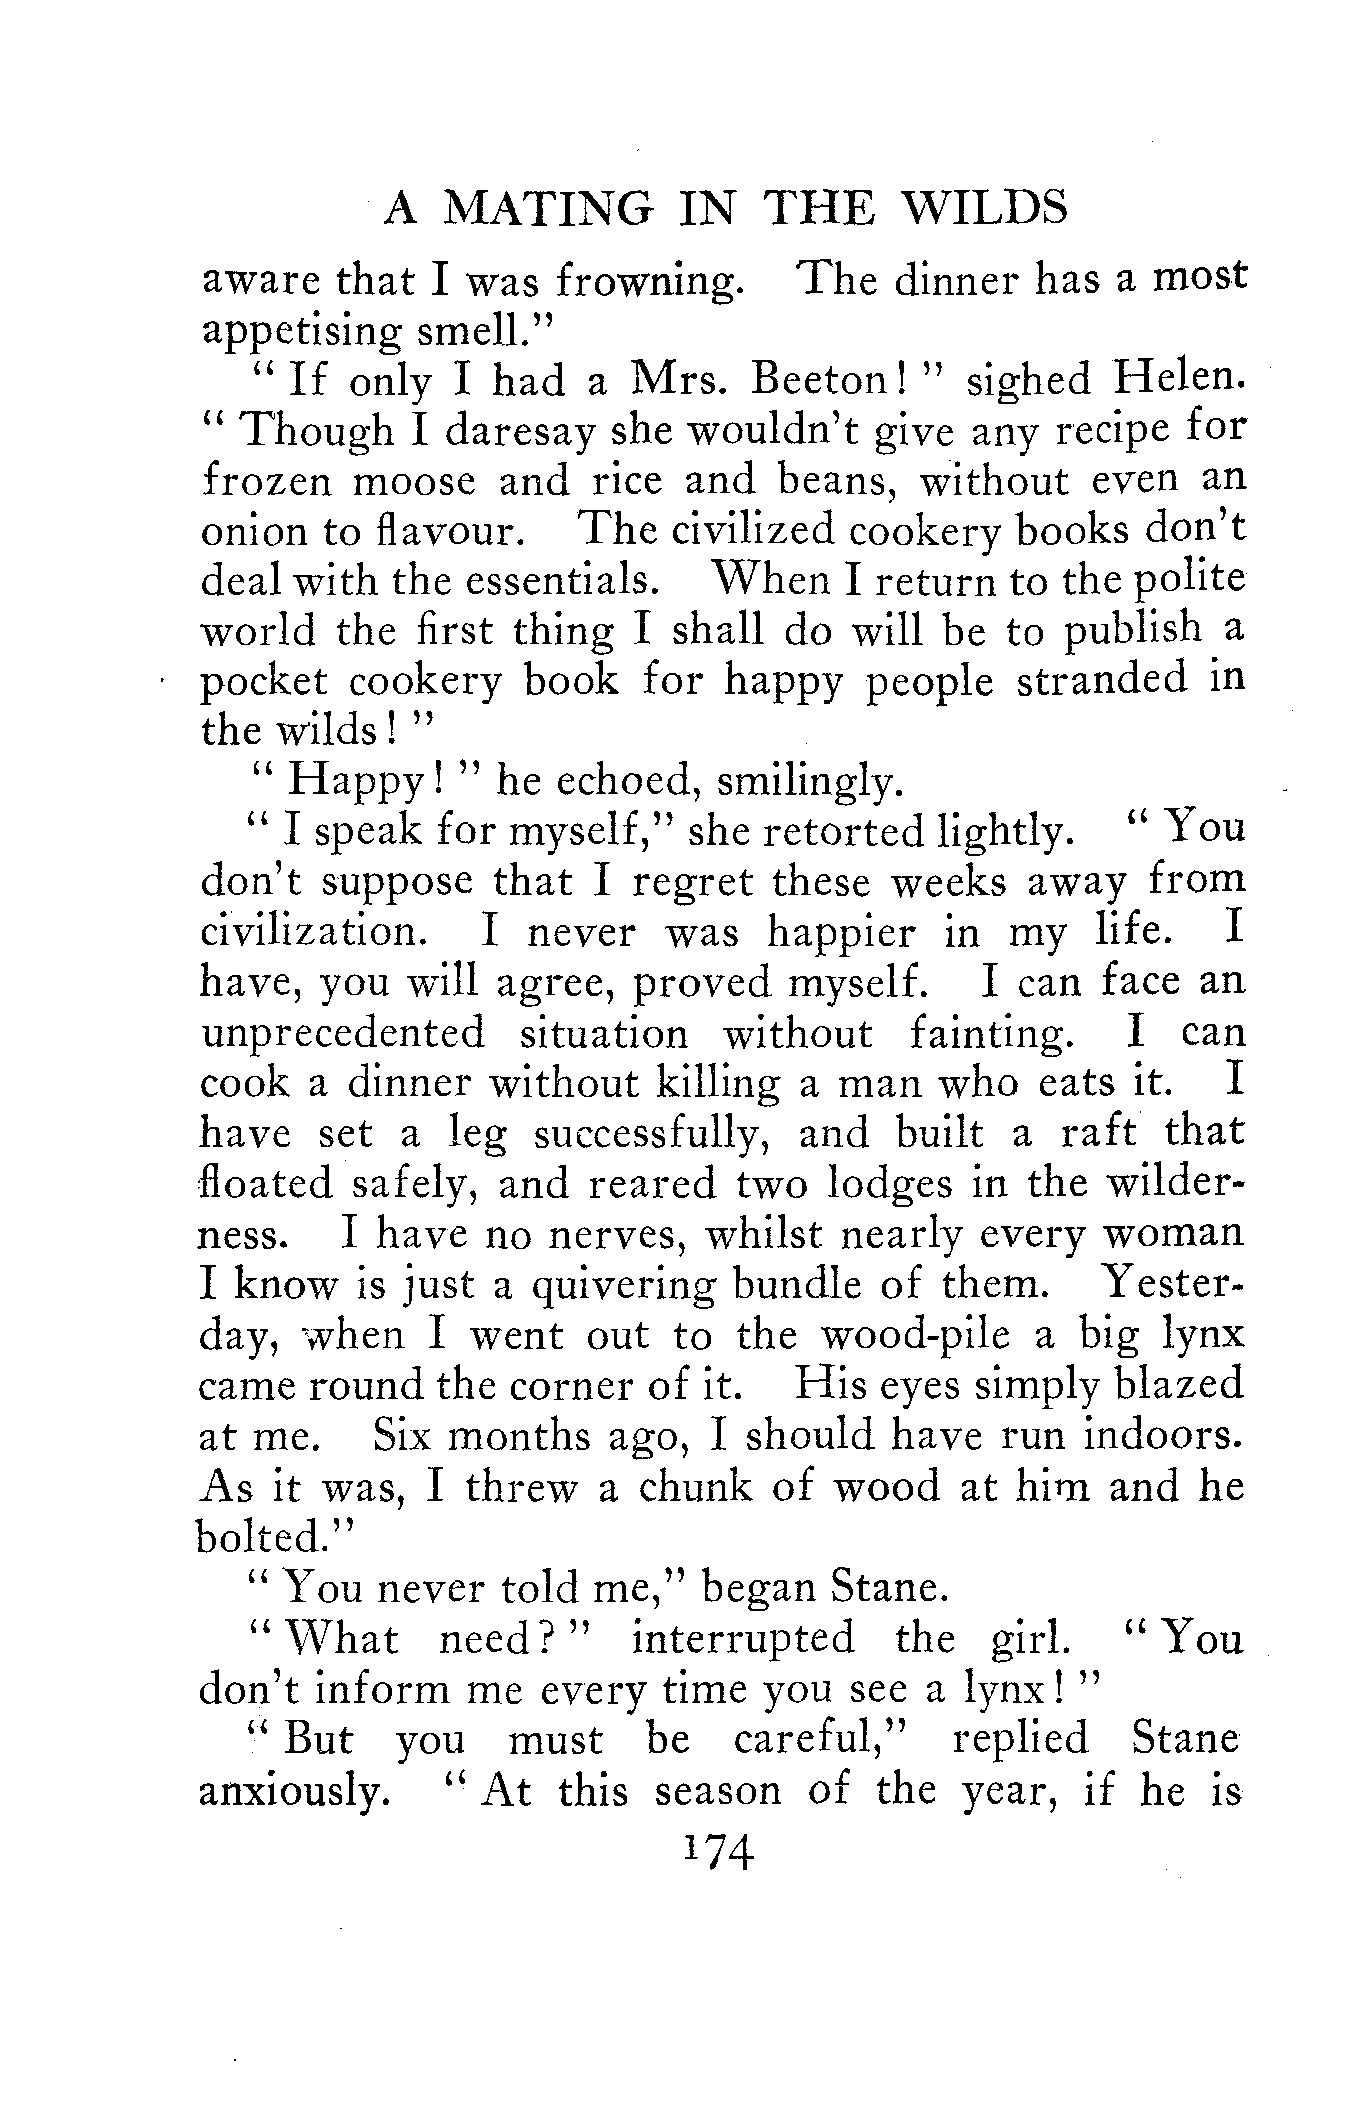 A MATING IN THE WILDS
aware that I was frowning. The dinner has a most
appetising smell."
" If only I had a Mrs. Beeton! " sighed Helen.
" Though I daresay she wouldn't give any recipe for
frozen moose and rice and beans, without even an
onion to flavour. The civilized cookery books don't
deal with the essentials. When I return to the polite
world the first thing I shall do will be to publish a
pocket cookery book for happy people stranded in
the wilds! "
" Happy! " he echoed, smilingly.
" I speak for myself," she retorted lightly. " You
don't suppose that I regret these weeks away from
civilization. I never was happier in my life. I
have, you will agree, proved myself. I can face an
unprecedented situation without fainting. I can
cook a dinner without killing a man who eats it. I
have set a leg successfully, and built a raft that
floated safely, and reared two lodges in the wilder-
ness. I have no nerves, whilst nearly every woman
I know is just a quivering bundle of them. Yester-
day, when I went out to the wood-pile a big lynx
came round the corner of it. His eyes simply blazed
at me. Six months ago, I should have run indoors.
As it was, I threw a chunk of wood at him and he
bolted."
" You never told me," began Stane.
" What need? " interrupted the girl. " You
don't inform me every time you see a lynx! "
" But you must be careful," replied Stane
anxiously. " At this season of the year, if he is
174